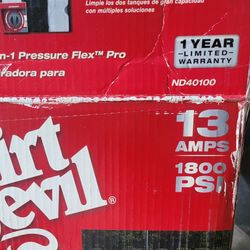 Limpie los dos tanques de gran capacidad
con múltiples soluciones
n-1 Pressure Flex™ Pro
radora para
1 YEAR
LIMITED
WARRANTY
ND40100
13
AMPS
1800
PSI
irt
Devil®